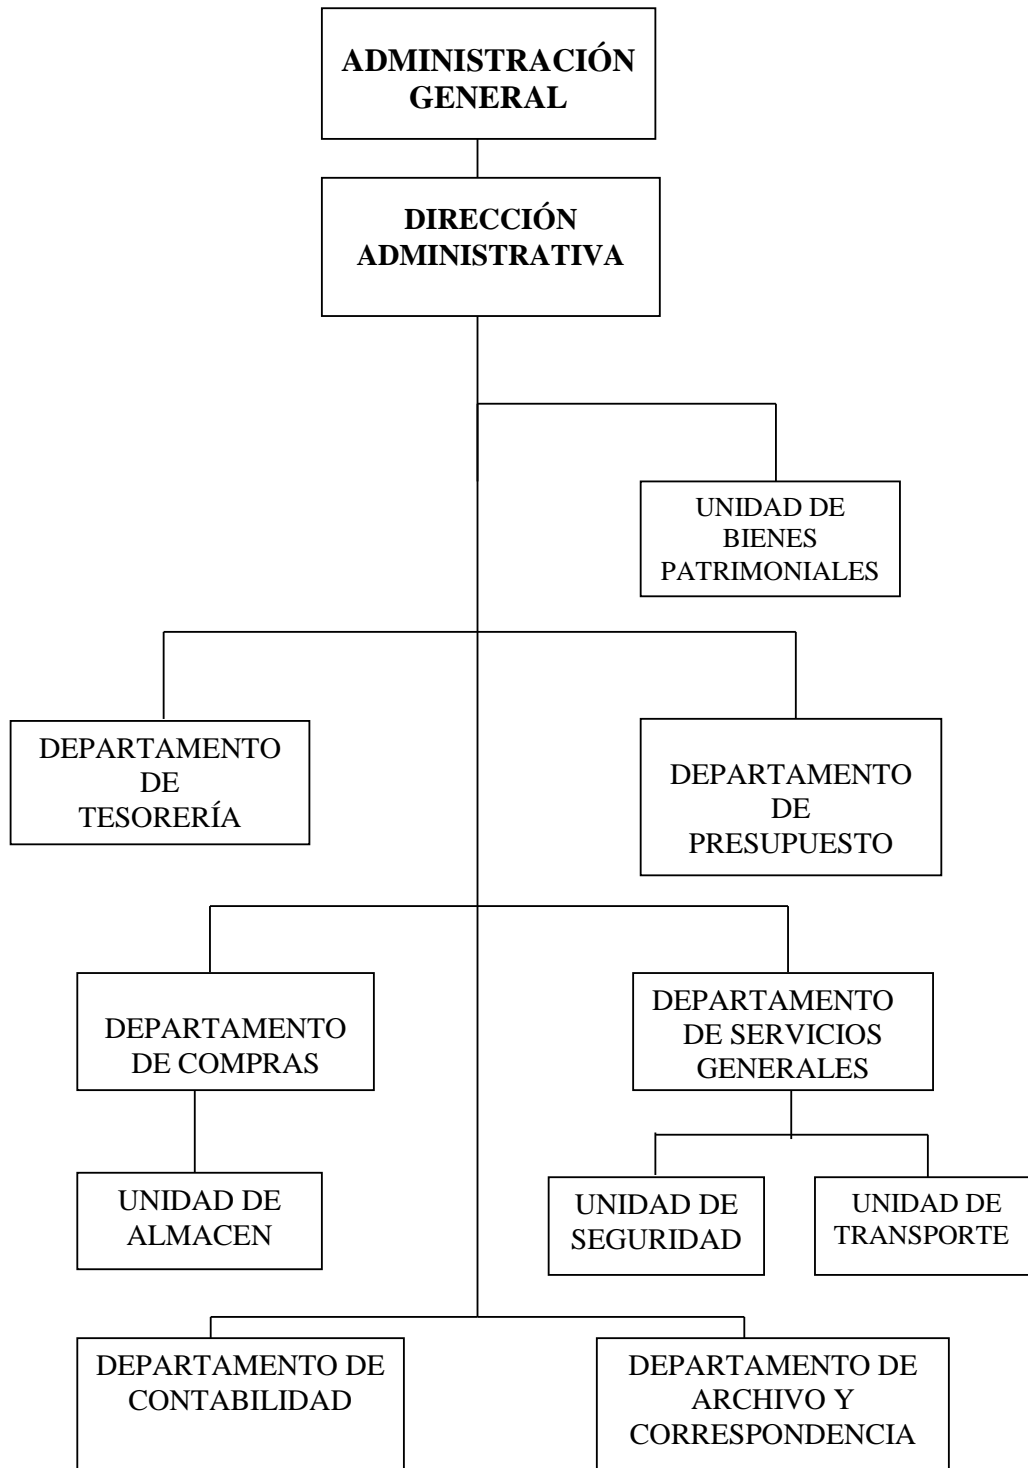 ADMINISTRACIÓN
GENERAL
DIRECCIÓN
ADMINISTRATIVA
UNIDAD DE
BIENES
PATRIMONIALES
DEPARTAMENTO
DE
TESORERÍA
DEPARTAMENTO
DE
PRESUPUESTO
DEPARTAMENTO
DE COMPRAS
DEPARTAMENTO
DE SERVICIOS
GENERALES
UNIDAD DE
ALMACEN
UNIDAD DE
SEGURIDAD
UNIDAD DE
TRANSPORTE
DEPARTAMENTO DE
CONTABILIDAD
DEPARTAMENTO DE
ARCHIVO Y
CORRESPONDENCIA